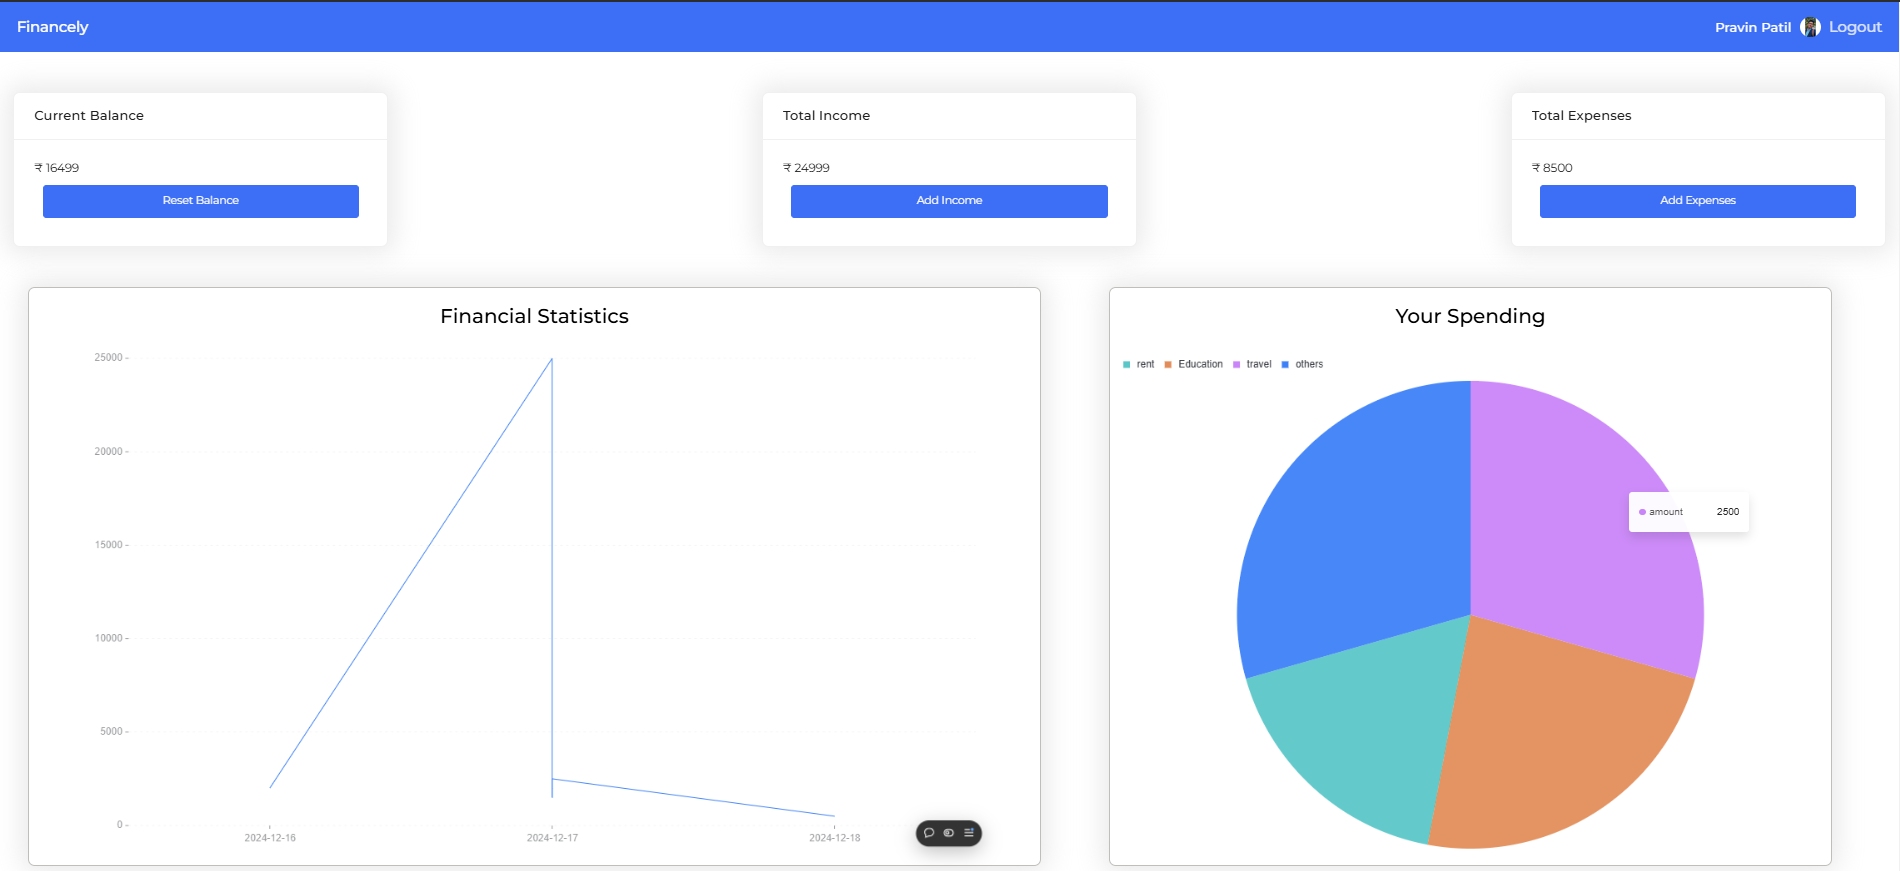 Financely
Pravin Patil Logout
Current Balance
₹ 16499
Reset Balance
Total Income
₹ 24999
Add Income
Total Expenses
₹ 8500
Add Expenses
Financial Statistics
25000
20000
15000
10000
5000
0
2024-12-16 2024-12-17 2024-12-18
Your Spending
rent Education travel others
amount 2500